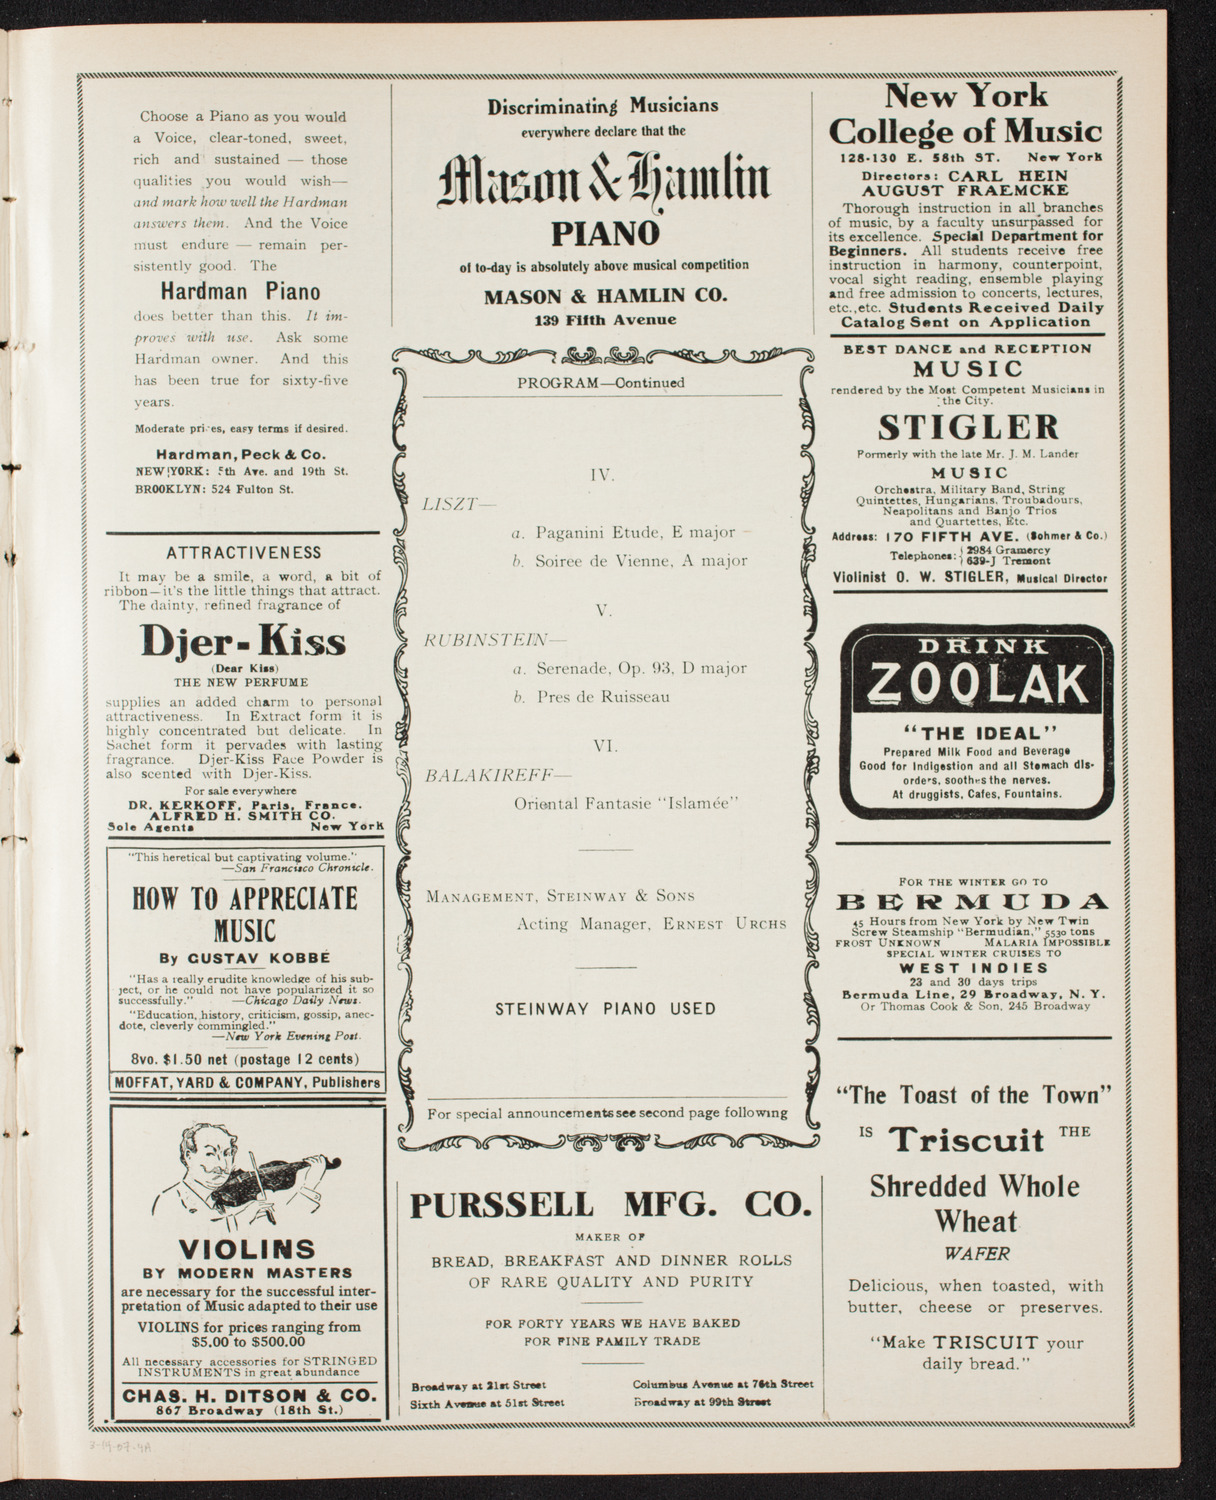 Choose a Piano as you would
a Voice, clear-toned, sweet,
rich and sustained — those
qualities you would wish—
and mark how well the Hardman
answers them. And the Voice
must endure — remain per-
sistently good. The
Hardman Piano
does better than this. It im-
proves with use. Ask some
Hardman owner. And this
has been true for sixty-five
years.
Moderate prices, easy terms if desired.
Hardman, Peck & Co.
NEW YORK: 5th Ave. and 19th St.
BROOKLYN: 524 Fulton St.
ATTRACTIVENESS
It may be a smile, a word, a bit of
ribbon—it's the little things that attract.
The dainty, refined fragrance of
Djer-Kiss
(Dear Kiss)
THE NEW PERFUME
supplies an added charm to personal
attractiveness. In Extract form it is
highly concentrated but delicate. In
Sachet form it pervades with lasting
fragrance. Djer-Kiss Face Powder is
also scented with Djer-Kiss.
For sale everywhere
DR. KERKOFF, Paris, France.
ALFRED H. SMITH CO.
Sole Agents New York
"This heretical but captivating volume."
—San Francisco Chronicle.
HOW TO APPRECIATE
MUSIC
By GUSTAV KOBBÉ
"Has a really erudite knowledge of his sub-
ject, or he could not have popularized it so
successfully." —Chicago Daily News.
"Education, history, criticism, gossip, anec-
dote, cleverly commingled."
—New York Evening Post.
8vo. $1.50 net (postage 12 cents)
MOFFAT, YARD & COMPANY, Publishers
VIOLINS
BY MODERN MASTERS
are necessary for the successful inter-
pretation of Music adapted to their use
VIOLINS for prices ranging from
$5.00 to $500.00
All necessary accessories for STRINGED
INSTRUMENTS in great abundance
CHAS. H. DITSON & CO.
867 Broadway (18th St.)
Discriminating Musicians
everywhere declare that the
Mason & Hamlin
PIANO
of to-day is absolutely above musical competition
MASON & HAMLIN CO.
139 Fifth Avenue
PROGRAM—Continued
IV.
LISZT—
a. Paganini Etude, E major
b. Soiree de Vienne, A major
V.
RUBINSTEIN—
a. Serenade, Op. 93, D major
b. Pres de Ruisseau
VI.
BALAKIREFF—
Oriental Fantasie "Islamée"
MANAGEMENT, STEINWAY & SONS
Acting Manager, ERNEST URCHS
STEINWAY PIANO USED
For special announcements see second page following
PURSSELL MFG. CO.
MAKER OF
BREAD, BREAKFAST AND DINNER ROLLS
OF RARE QUALITY AND PURITY
FOR FORTY YEARS WE HAVE BAKED
FOR FINE FAMILY TRADE
Broadway at 21st Street Columbus Avenue at 76th Street
Sixth Avenue at 51st Street Broadway at 99th Street
New York
College of Music
128-130 E. 58th ST. New York
Directors: CARL HEIN
AUGUST FRAEMCKE
Thorough instruction in all branches
of music, by a faculty unsurpassed for
its excellence. Special Department for
Beginners. All students receive free
instruction in harmony, counterpoint,
vocal sight reading, ensemble playing
and free admission to concerts, lectures,
etc., etc. Students Received Daily
Catalog Sent on Application
BEST DANCE and RECEPTION
MUSIC
rendered by the Most Competent Musicians in
the City.
STIGLER
Formerly with the late Mr. J. M. Lander
MUSIC
Orchestra, Military Band, String
Quintettes, Hungarians, Troubadours,
Neapolitans and Banjo Trios
and Quartettes, Etc.
Address: 170 FIFTH AVE. (Sohmer & Co.)
Telephones: { 2984 Gramercy
639-J Tremont
Violinist O. W. STIGLER, Musical Director
DRINK
ZOOLAK
"THE IDEAL"
Prepared Milk Food and Beverage
Good for Indigestion and all Stomach dis-
orders, soothes the nerves.
At druggists, Cafes, Fountains.
FOR THE WINTER GO TO
BERMUDA
45 Hours from New York by New Twin
Screw Steamship "Bermudian," 5530 tons
FROST UNKNOWN MALARIA IMPOSSIBLE
SPECIAL WINTER CRUISES TO
WEST INDIES
23 and 30 days trips
Bermuda Line, 29 Broadway, N. Y.
Or Thomas Cook & Son, 245 Broadway
"The Toast of the Town"
IS Triscuit THE
Shredded Whole
Wheat
WAFER
Delicious, when toasted, with
butter, cheese or preserves.
"Make TRISCUIT your
daily bread."
3-19-07-4A